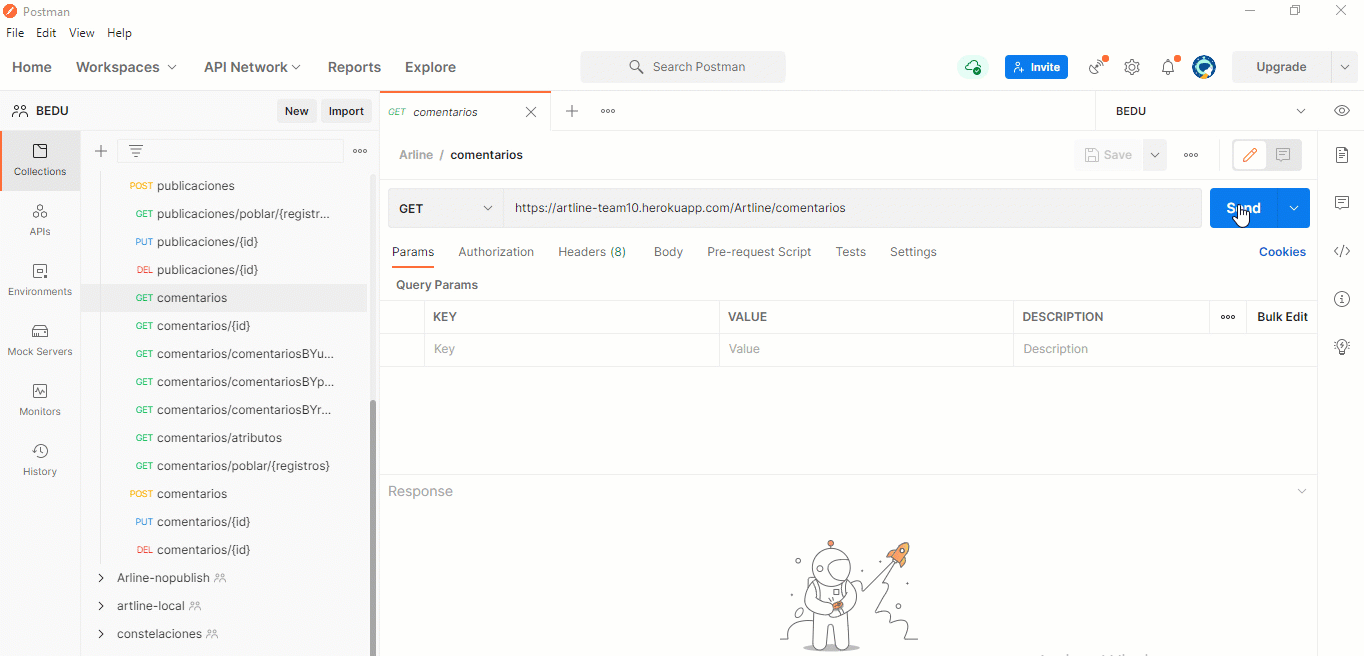 Postman
File Edit View Help
Home Workspaces API Network Reports Explore Search Postman Invite Upgrade
BEDU New Import GET comentarios BEDU
Arline / comentarios Save
Collections
APIs
Environments
Mock Servers
Monitors
History
POST publicaciones
GET publicaciones/poblar/{registr...
PUT publicaciones/{id}
DEL publicaciones/{id}
GET comentarios
GET comentarios/{id}
GET comentarios/comentariosBYu...
GET comentarios/comentariosBYp...
GET comentarios/comentariosBYr...
GET comentarios/atributos
GET comentarios/poblar/{registros}
POST comentarios
PUT comentarios/{id}
DEL comentarios/{id}
Arline-nopublish
artline-local
constelaciones
GET https://artline-team10.herokuapp.com/Artline/comentarios Send
Params Authorization Headers (8) Body Pre-request Script Tests Settings Cookies
Query Params
KEY VALUE DESCRIPTION Bulk Edit
Key Value Description
Response